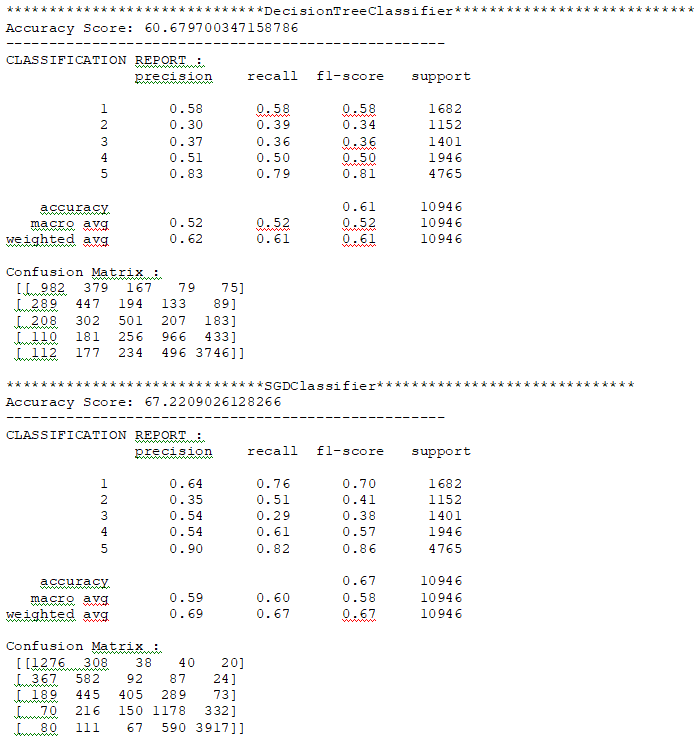 ******************************DecisionTreeClassifier****************************
Accuracy Score: 60.679700347158786
---------------------------------------------------
CLASSIFICATION REPORT :
precision recall f1-score support
1 0.58 0.58 0.58 1682
2 0.30 0.39 0.34 1152
3 0.37 0.36 0.36 1401
4 0.51 0.50 0.50 1946
5 0.83 0.79 0.81 4765
accuracy 0.61 10946
macro avg 0.52 0.52 0.52 10946
weighted avg 0.62 0.61 0.61 10946
Confusion Matrix :
[[ 982 379 167 79 75]
[ 289 447 194 133 89]
[ 208 302 501 207 183]
[ 110 181 256 966 433]
[ 112 177 234 496 3746]]
******************************SGDClassifier******************************
Accuracy Score: 67.2209026128266
---------------------------------------------------
CLASSIFICATION REPORT :
precision recall f1-score support
1 0.64 0.76 0.70 1682
2 0.35 0.51 0.41 1152
3 0.54 0.29 0.38 1401
4 0.54 0.61 0.57 1946
5 0.90 0.82 0.86 4765
accuracy 0.67 10946
macro avg 0.59 0.60 0.58 10946
weighted avg 0.69 0.67 0.67 10946
Confusion Matrix :
[[1276 308 38 40 20]
[ 367 582 92 87 24]
[ 189 445 405 289 73]
[ 70 216 150 1178 332]
[ 80 111 67 590 3917]]